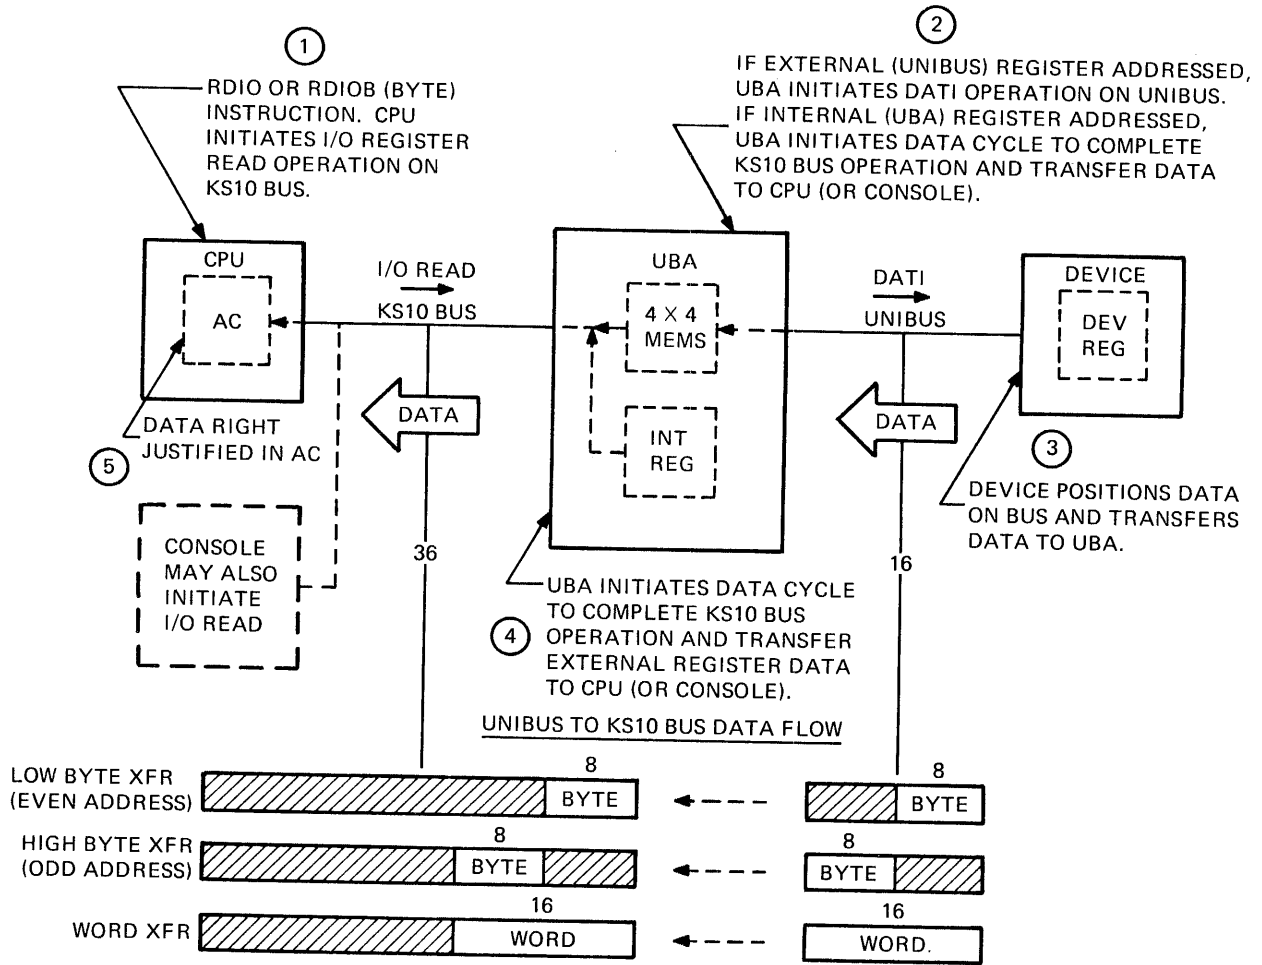 1
RDIO OR RDIOB (BYTE)
INSTRUCTION. CPU
INITIATES I/O REGISTER
READ OPERATION ON
KS10 BUS.
2
IF EXTERNAL (UNIBUS) REGISTER ADDRESSED,
UBA INITIATES DATI OPERATION ON UNIBUS.
IF INTERNAL (UBA) REGISTER ADDRESSED,
UBA INITIATES DATA CYCLE TO COMPLETE
KS10 BUS OPERATION AND TRANSFER DATA
TO CPU (OR CONSOLE).
CPU
AC
I/O READ
KS10 BUS
UBA
4 X 4
MEMS
INT
REG
DATI
UNIBUS
DEVICE
DEV
REG
DATA
DATA
5
DATA RIGHT
JUSTIFIED IN AC
3
DEVICE POSITIONS DATA
ON BUS AND TRANSFERS
DATA TO UBA.
CONSOLE
MAY ALSO
INITIATE
I/O READ
36
16
4
UBA INITIATES DATA CYCLE
TO COMPLETE KS10 BUS
OPERATION AND TRANSFER
EXTERNAL REGISTER DATA
TO CPU (OR CONSOLE).
UNIBUS TO KS10 BUS DATA FLOW
LOW BYTE XFR
(EVEN ADDRESS)
8
BYTE
8
BYTE
HIGH BYTE XFR
(ODD ADDRESS)
8
BYTE
8
BYTE
WORD XFR
16
WORD
16
WORD.